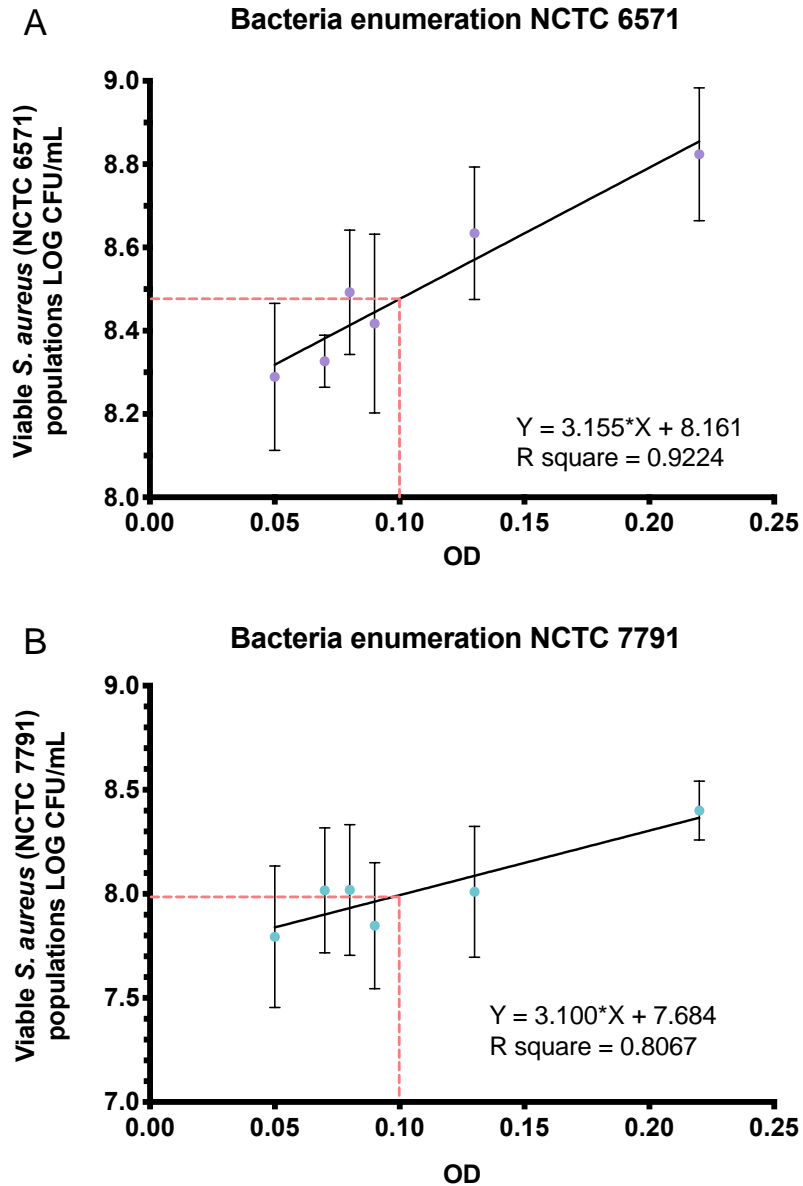 A
Bacteria enumeration NCTC 6571
Viable S. aureus (NCTC 6571)
populations LOG CFU/mL
9.0
8.8
8.6
8.4
8.2
8.0
0.00 0.05 0.10 0.15 0.20 0.25
OD
Y = 3.155*X + 8.161
R square = 0.9224
B
Bacteria enumeration NCTC 7791
Viable S. aureus (NCTC 7791)
populations LOG CFU/mL
9.0
8.5
8.0
7.5
7.0
0.00 0.05 0.10 0.15 0.20 0.25
OD
Y = 3.100*X + 7.684
R square = 0.8067